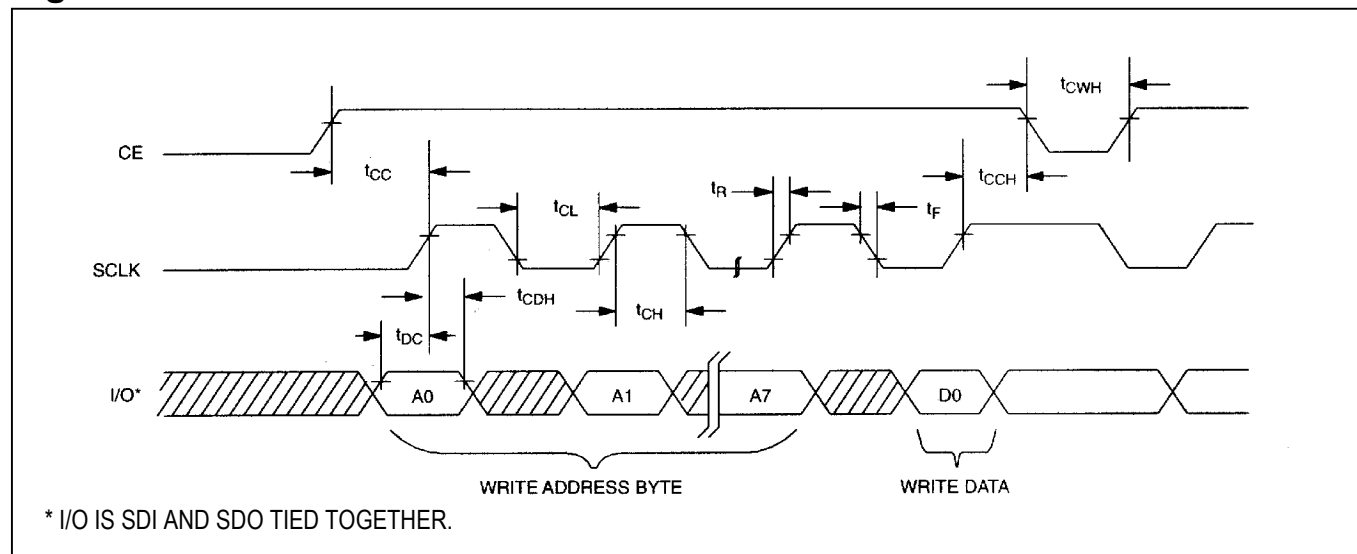 tCWH
CE
tCC
tCCH
tR
tCL
tF
SCLK
tCDH
tCH
tDC
I/O*
A0
A1
A7
D0
WRITE ADDRESS BYTE
WRITE DATA
* I/O IS SDI AND SDO TIED TOGETHER.